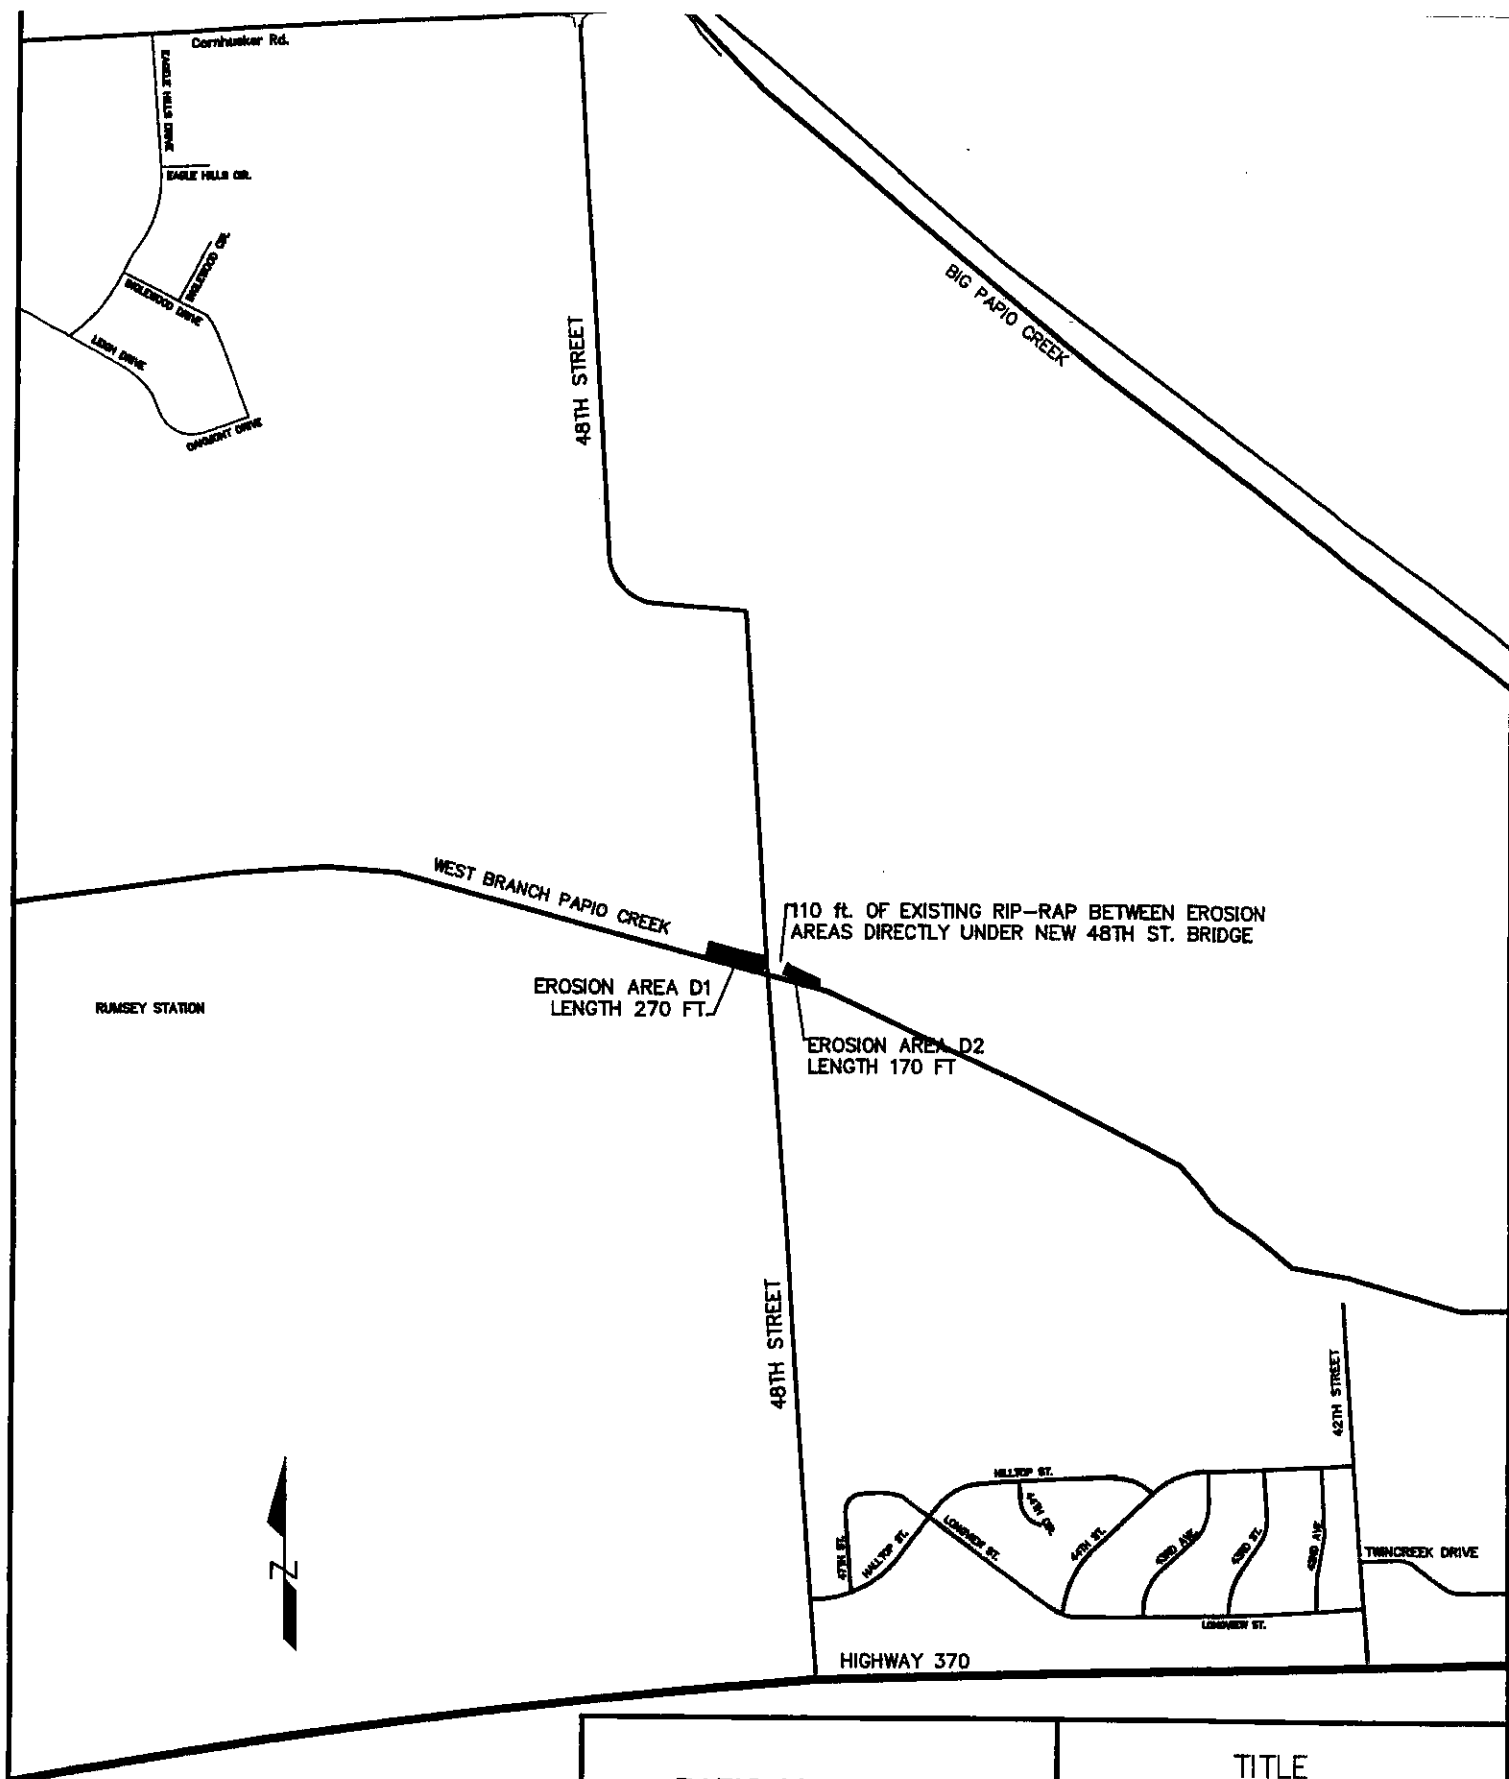 Cornhusker Rd.
EAGLE HILLS DRIVE
EAGLE HILLS CIR.
INGLEWOOD CIR.
INGLEWOOD DRIVE
LEIGH DRIVE
OAKMONT DRIVE
48TH STREET
BIG PAPIO CREEK
WEST BRANCH PAPIO CREEK
110 ft. OF EXISTING RIP-RAP BETWEEN EROSION
AREAS DIRECTLY UNDER NEW 48TH ST. BRIDGE
EROSION AREA D1
LENGTH 270 FT.
RUMSEY STATION
EROSION AREA D2
LENGTH 170 FT
48TH STREET
42TH STREET
HILLTOP ST.
44TH CIR.
47TH ST.
HALLTOP ST.
LONGVIEW ST.
44TH ST.
43RD AVE.
43RD ST.
42ND AVE.
TWINCREEK DRIVE
LONGVIEW ST.
HIGHWAY 370
N
TITLE